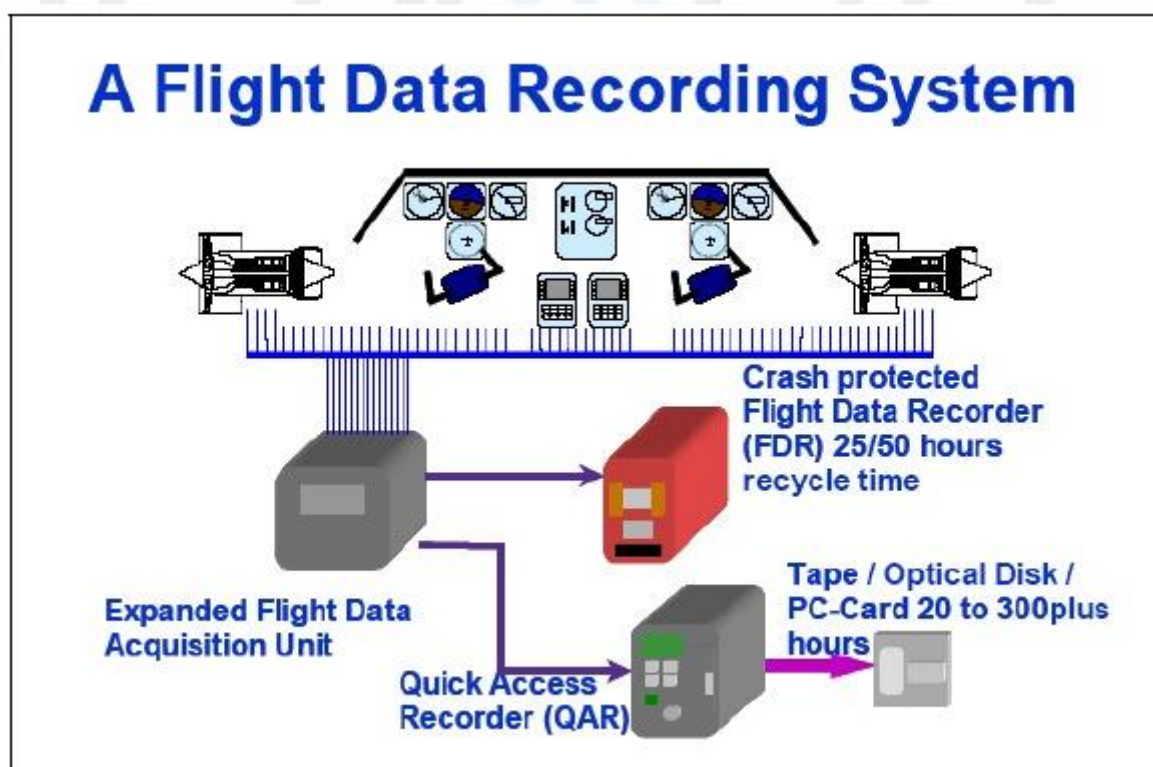 A Flight Data Recording System
Crash protected
Flight Data Recorder
(FDR) 25/50 hours
recycle time
Expanded Flight Data
Acquisition Unit
Tape / Optical Disk /
PC-Card 20 to 300plus
hours
Quick Access
Recorder (QAR)